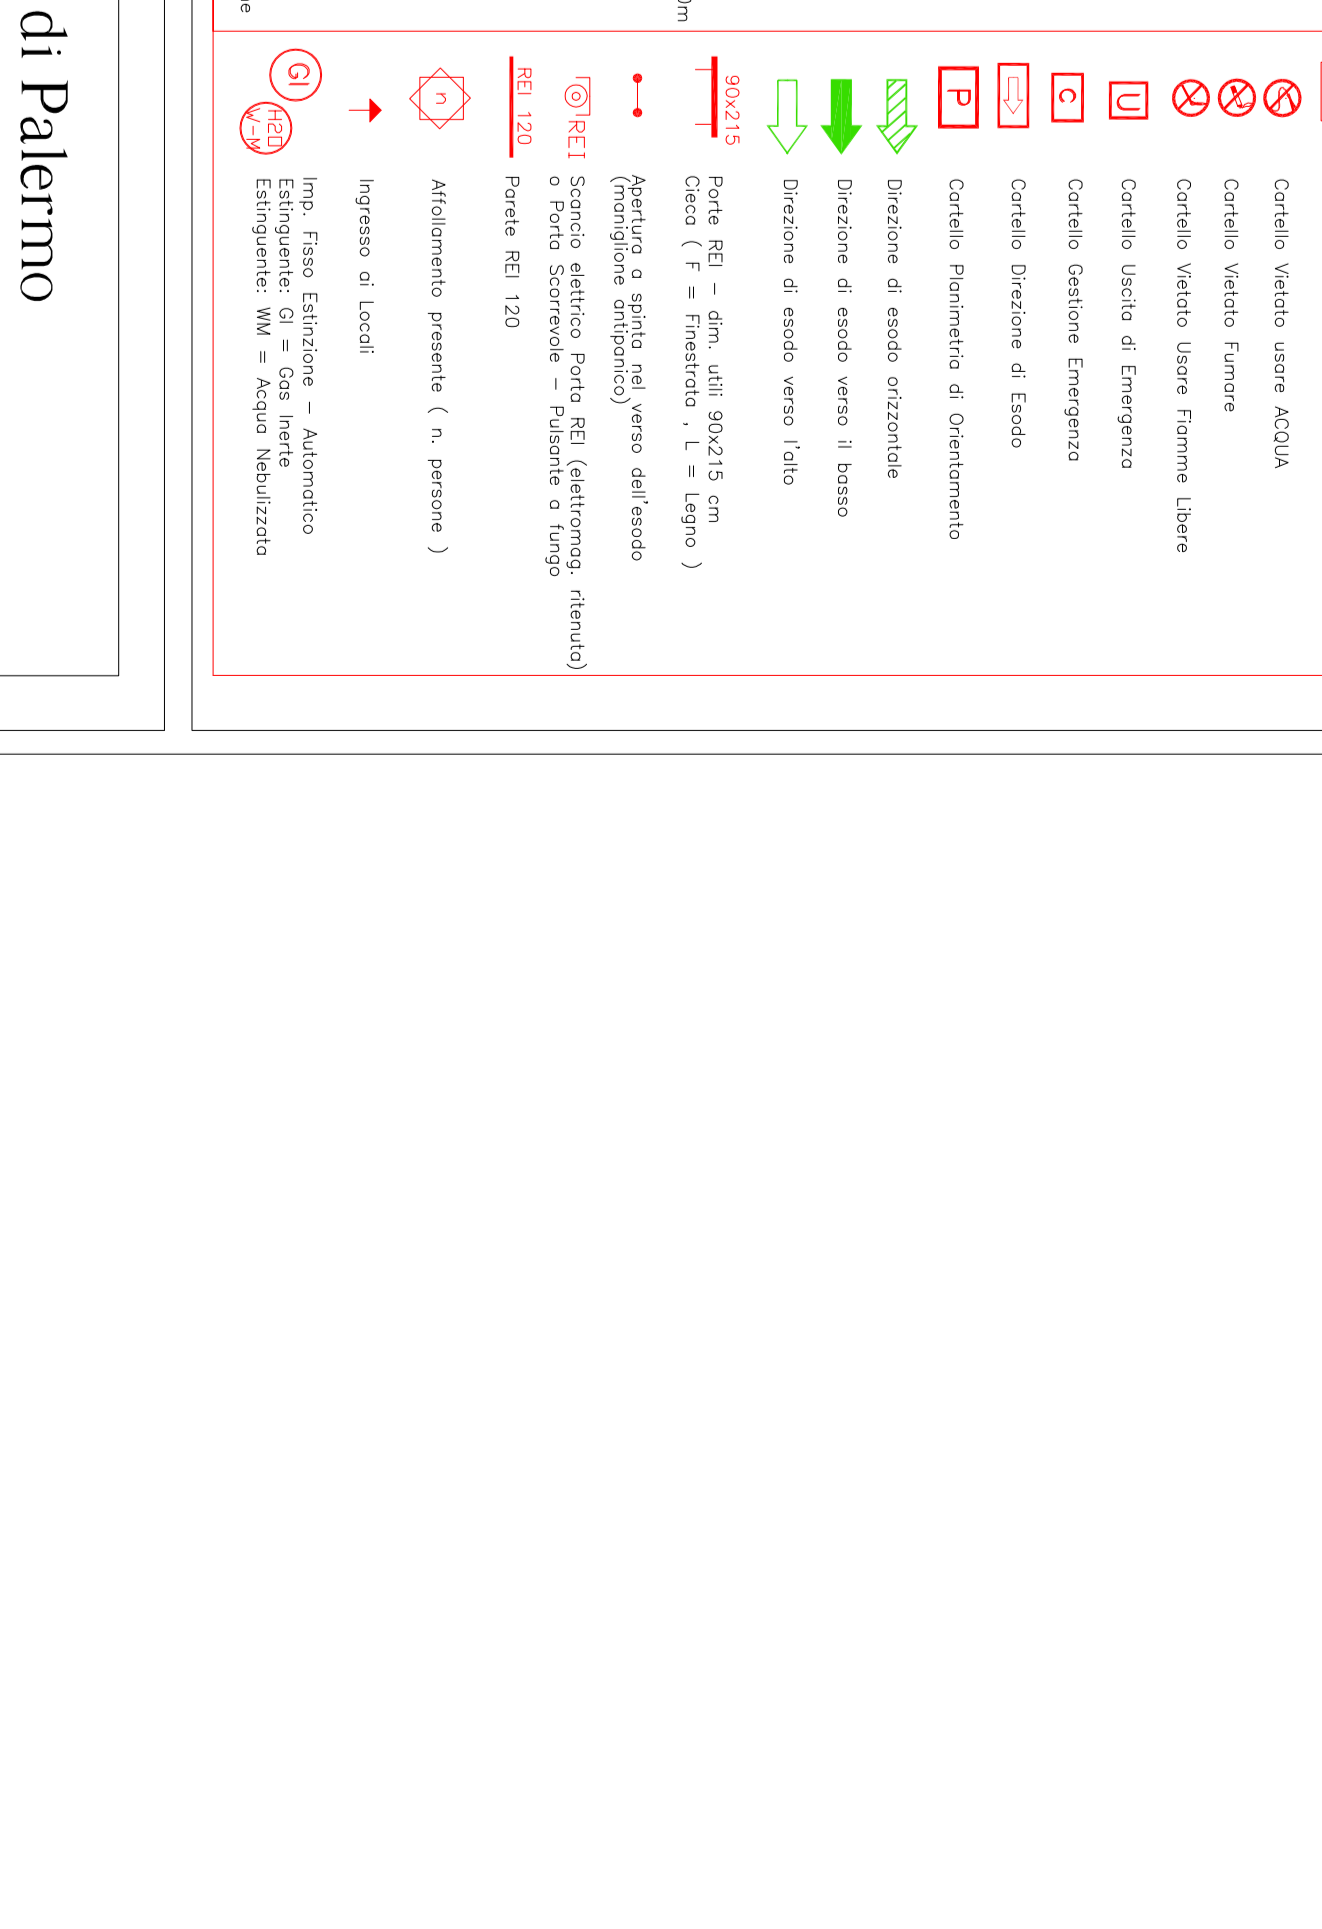 Cartello Vietato usare ACQUA
Cartello Vietato Fumare
Cartello Vietato Usare Fiamme Libere
U
Cartello Uscita di Emergenza
C
Cartello Gestione Emergenza
Cartello Direzione di Esodo
P
Cartello Planimetria di Orientamento
Direzione di esodo orizzontale
Direzione di esodo verso il basso
Direzione di esodo verso l'alto
90x215
Porte REI - dim. utili 90x215 cm
Cieca ( F = Finestrata , L = Legno )
Apertura a spinta nel verso dell'esodo
(maniglione antipanico)
REI
Scancio elettrico Porta REI (elettromag. ritenuta)
o Porta Scorrevole - Pulsante a fungo
REI 120
Parete REI 120
n
Affollamento presente ( n. persone )
Ingresso ai Locali
GI
Imp. Fisso Estinzione - Automatico
Estinguente: GI = Gas Inerte
H2O
W-M
Estinguente: WM = Acqua Nebulizzata
di Palermo